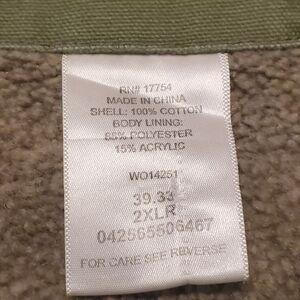 RN# 17754
MADE IN CHINA
SHELL: 100% COTTON
BODY LINING:
85% POLYESTER
15% ACRYLIC
WO14251
39.33
2XLR
042565506467
FOR CARE SEE REVERSE